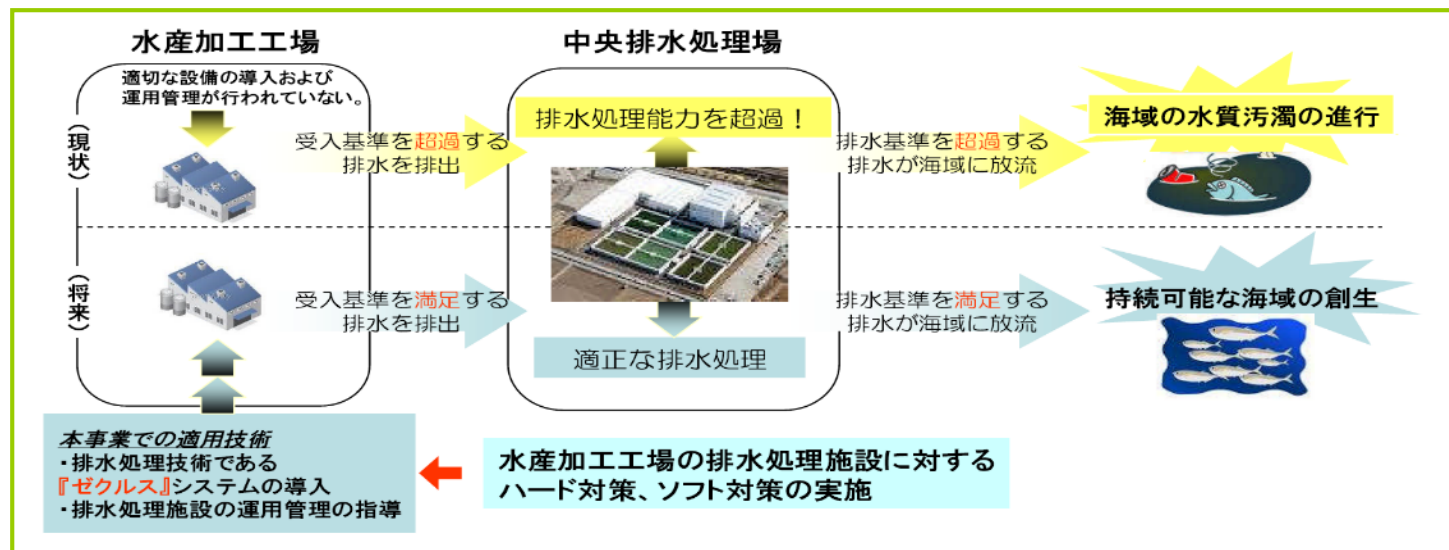 水産加工工場
中央排水処理場
適切な設備の導入および
運用管理が行われていない。
(現状)
受入基準を超過する
排水を排出
排水処理能力を超過！
排水基準を超過する
排水が海域に放流
海域の水質汚濁の進行
(将来)
受入基準を満足する
排水を排出
適正な排水処理
排水基準を満足する
排水が海域に放流
持続可能な海域の創生
本事業での適用技術
・排水処理技術である
『ゼクルス』システムの導入
・排水処理施設の運用管理の指導
水産加工工場の排水処理施設に対する
ハード対策、ソフト対策の実施